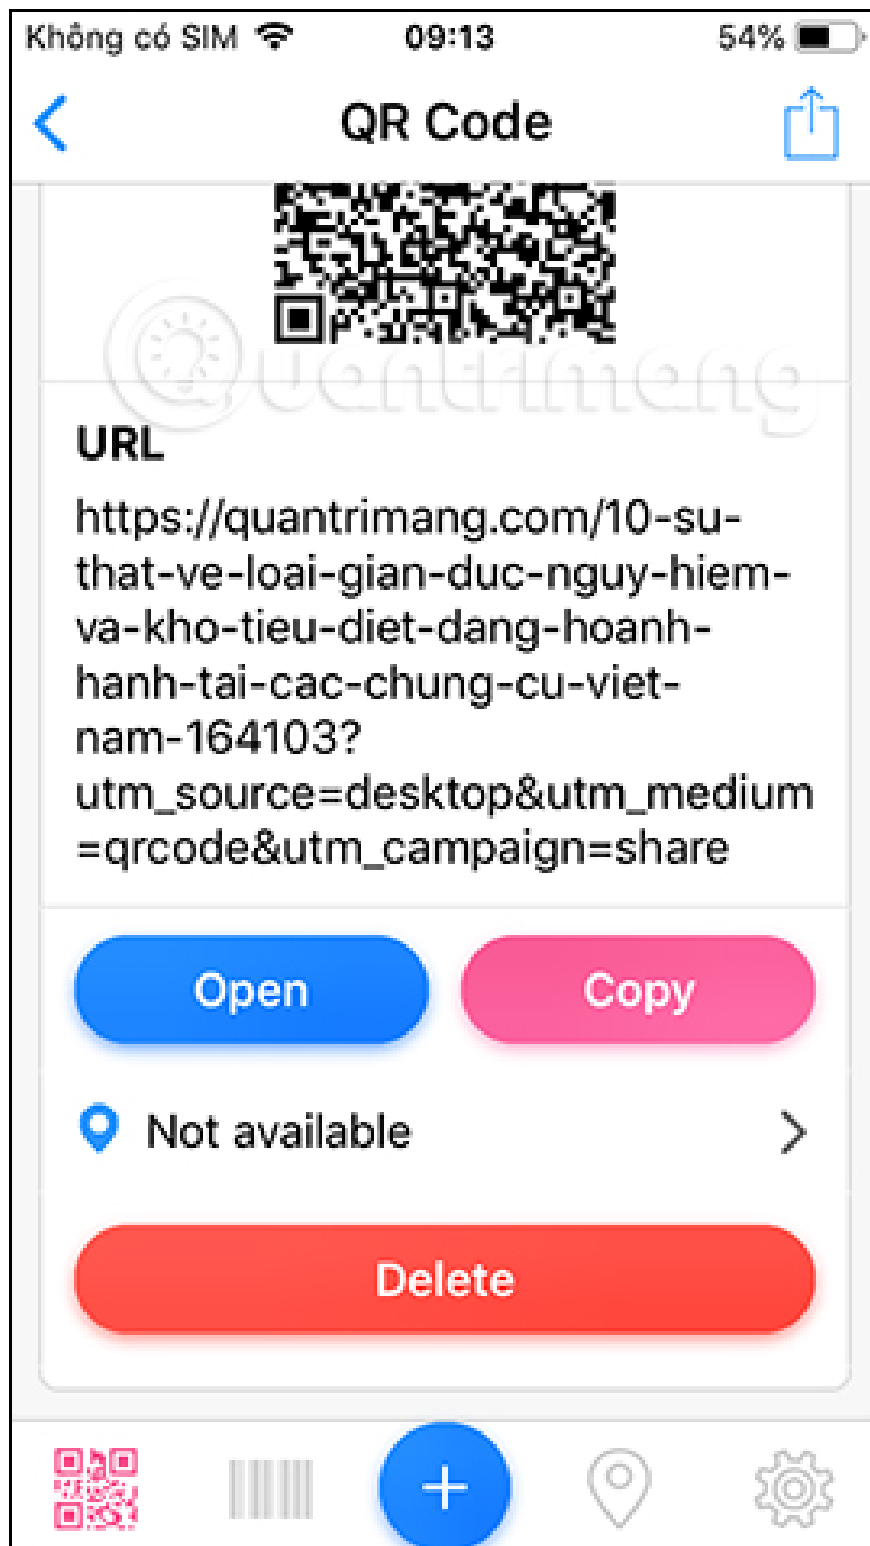 Không có SIM 09:13 54%
QR Code
Quantrimang
URL
https://quantrimang.com/10-su-
that-ve-loai-gian-duc-nguy-hiem-
va-kho-tieu-diet-dang-hoanh-
hanh-tai-cac-chung-cu-viet-
nam-164103?
utm_source=desktop&utm_medium
=qrcode&utm_campaign=share
Open Copy
Not available
Delete